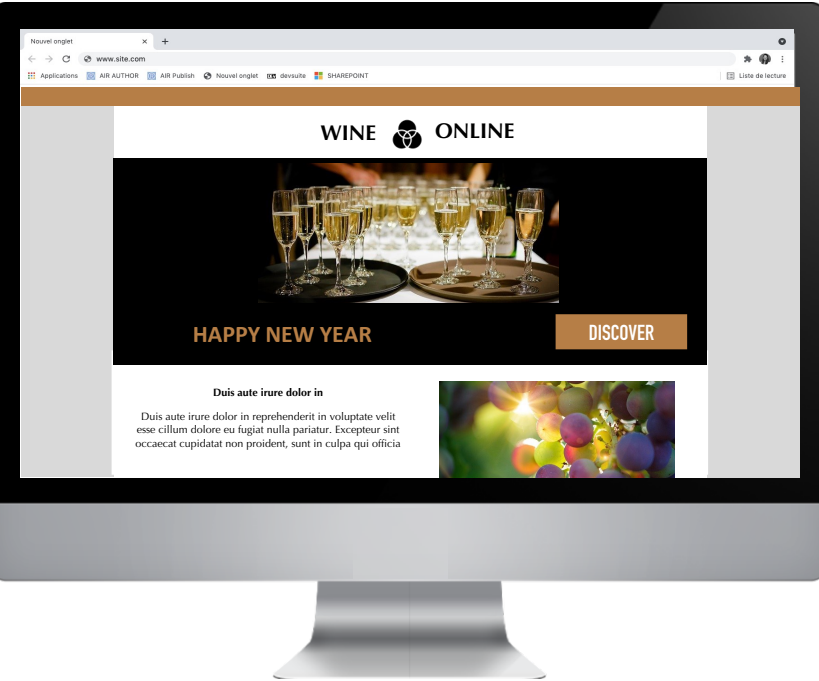 Nouvel onglet
www.site.com
Applications AIR AUTHOR AIR Publish Nouvel onglet devsuite SHAREPOINT Liste de lecture
WINE ONLINE
HAPPY NEW YEAR
DISCOVER
Duis aute irure dolor in
Duis aute irure dolor in reprehenderit in voluptate velit
esse cillum dolore eu fugiat nulla pariatur. Excepteur sint
occaecat cupidatat non proident, sunt in culpa qui officia